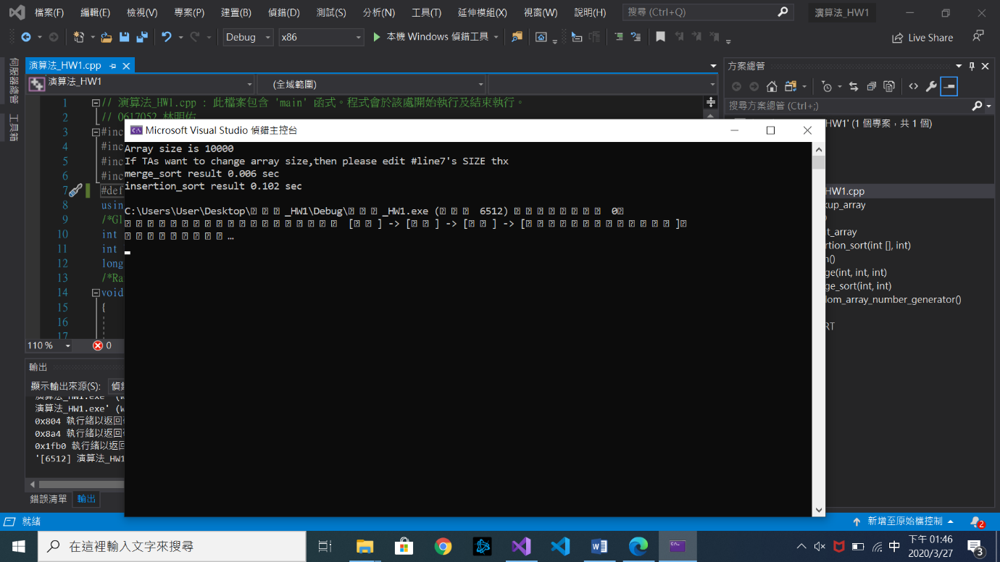 檔案(F) 編輯(E) 檢視(V) 專案(P) 建置(B) 偵錯(D) 測試(S) 分析(N) 工具(T) 延伸模組(X) 視窗(W) 說明(H) 搜尋 (Ctrl+Q) 演算法_HW1
Debug x86 本機 Windows 偵錯工具 Live Share
伺服器總管
工具箱
演算法_HW1.cpp
演算法_HW1 (全域範圍)
1 // 演算法_HW1.cpp : 此檔案包含 'main' 函式。程式會於該處開始執行及結束執行。
2 // 0617052 林明佑
3 #inc
4 #inc
5 #inc
6 #inc
7 #def
8 usin
9 /*Gl
10 int
11 int
12 long
13 /*Ra
14 void
15 {
16
17
110 % 0
Microsoft Visual Studio 偵錯主控台
Array size is 10000
If TAs want to change array size,then please edit #line7's SIZE thx
merge_sort result 0.006 sec
insertion_sort result 0.102 sec
C:\Users\User\Desktop\ _HW1\Debug\ _HW1.exe ( 6512) 0
[ ] -> [ ] -> [ ] -> [ ]
…
方案總管
搜尋方案總管 (Ctrl+;)
HW1' (1 個專案，共 1 個)
HW1.cpp
kup_array
t_array
rtion_sort(int [], int)
n()
ge(int, int, int)
ge_sort(int, int)
lom_array_number_generator()
RT
輸出
顯示輸出來源(S): 偵錯
演算法_HW1.exe' (W
演算法_HW1.exe' (W
0x804 執行緒以返回
0x8a4 執行緒以返回
0x1fb0 執行緒以返回
'[6512] 演算法_HW1
錯誤清單 輸出
就緒 新增至原始檔控制 2
在這裡輸入文字來搜尋 中 下午 01:46
2020/3/27 3